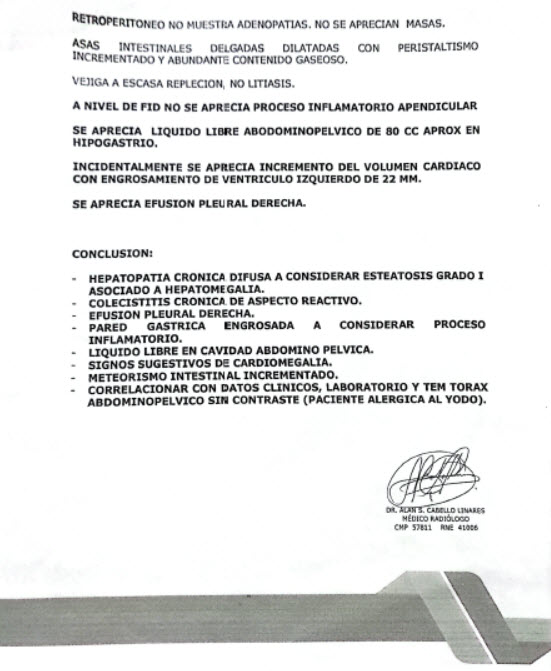 RETROPERITONEO NO MUESTRA ADENOPATIAS. NO SE APRECIAN MASAS.
ASAS INTESTINALES DELGADAS DILATADAS CON PERISTALTISMO
INCREMENTADO Y ABUNDANTE CONTENIDO GASEOSO.
VEJIGA A ESCASA REPLECION, NO LITIASIS.
A NIVEL DE FID NO SE APRECIA PROCESO INFLAMATORIO APENDICULAR
SE APRECIA LIQUIDO LIBRE ABODOMINOPELVICO DE 80 CC APROX EN
HIPOGASTRIO.
INCIDENTALMENTE SE APRECIA INCREMENTO DEL VOLUMEN CARDIACO
CON ENGROSAMIENTO DE VENTRICULO IZQUIERDO DE 22 MM.
SE APRECIA EFUSION PLEURAL DERECHA.
CONCLUSION:
- HEPATOPATIA CRONICA DIFUSA A CONSIDERAR ESTEATOSIS GRADO I
ASOCIADO A HEPATOMEGALIA.
- COLECISTITIS CRONICA DE ASPECTO REACTIVO.
- EFUSION PLEURAL DERECHA.
- PARED GASTRICA ENGROSADA A CONSIDERAR PROCESO
INFLAMATORIO.
- LIQUIDO LIBRE EN CAVIDAD ABDOMINO PELVICA.
- SIGNOS SUGESTIVOS DE CARDIOMEGALIA.
- METEORISMO INTESTINAL INCREMENTADO.
- CORRELACIONAR CON DATOS CLINICOS, LABORATORIO Y TEM TORAX
ABDOMINOPELVICO SIN CONTRASTE (PACIENTE ALERGICA AL YODO).
DR. ALAN S. CABELLO LINARES
MÉDICO RADIÓLOGO
CMP 57811 RNE 41006